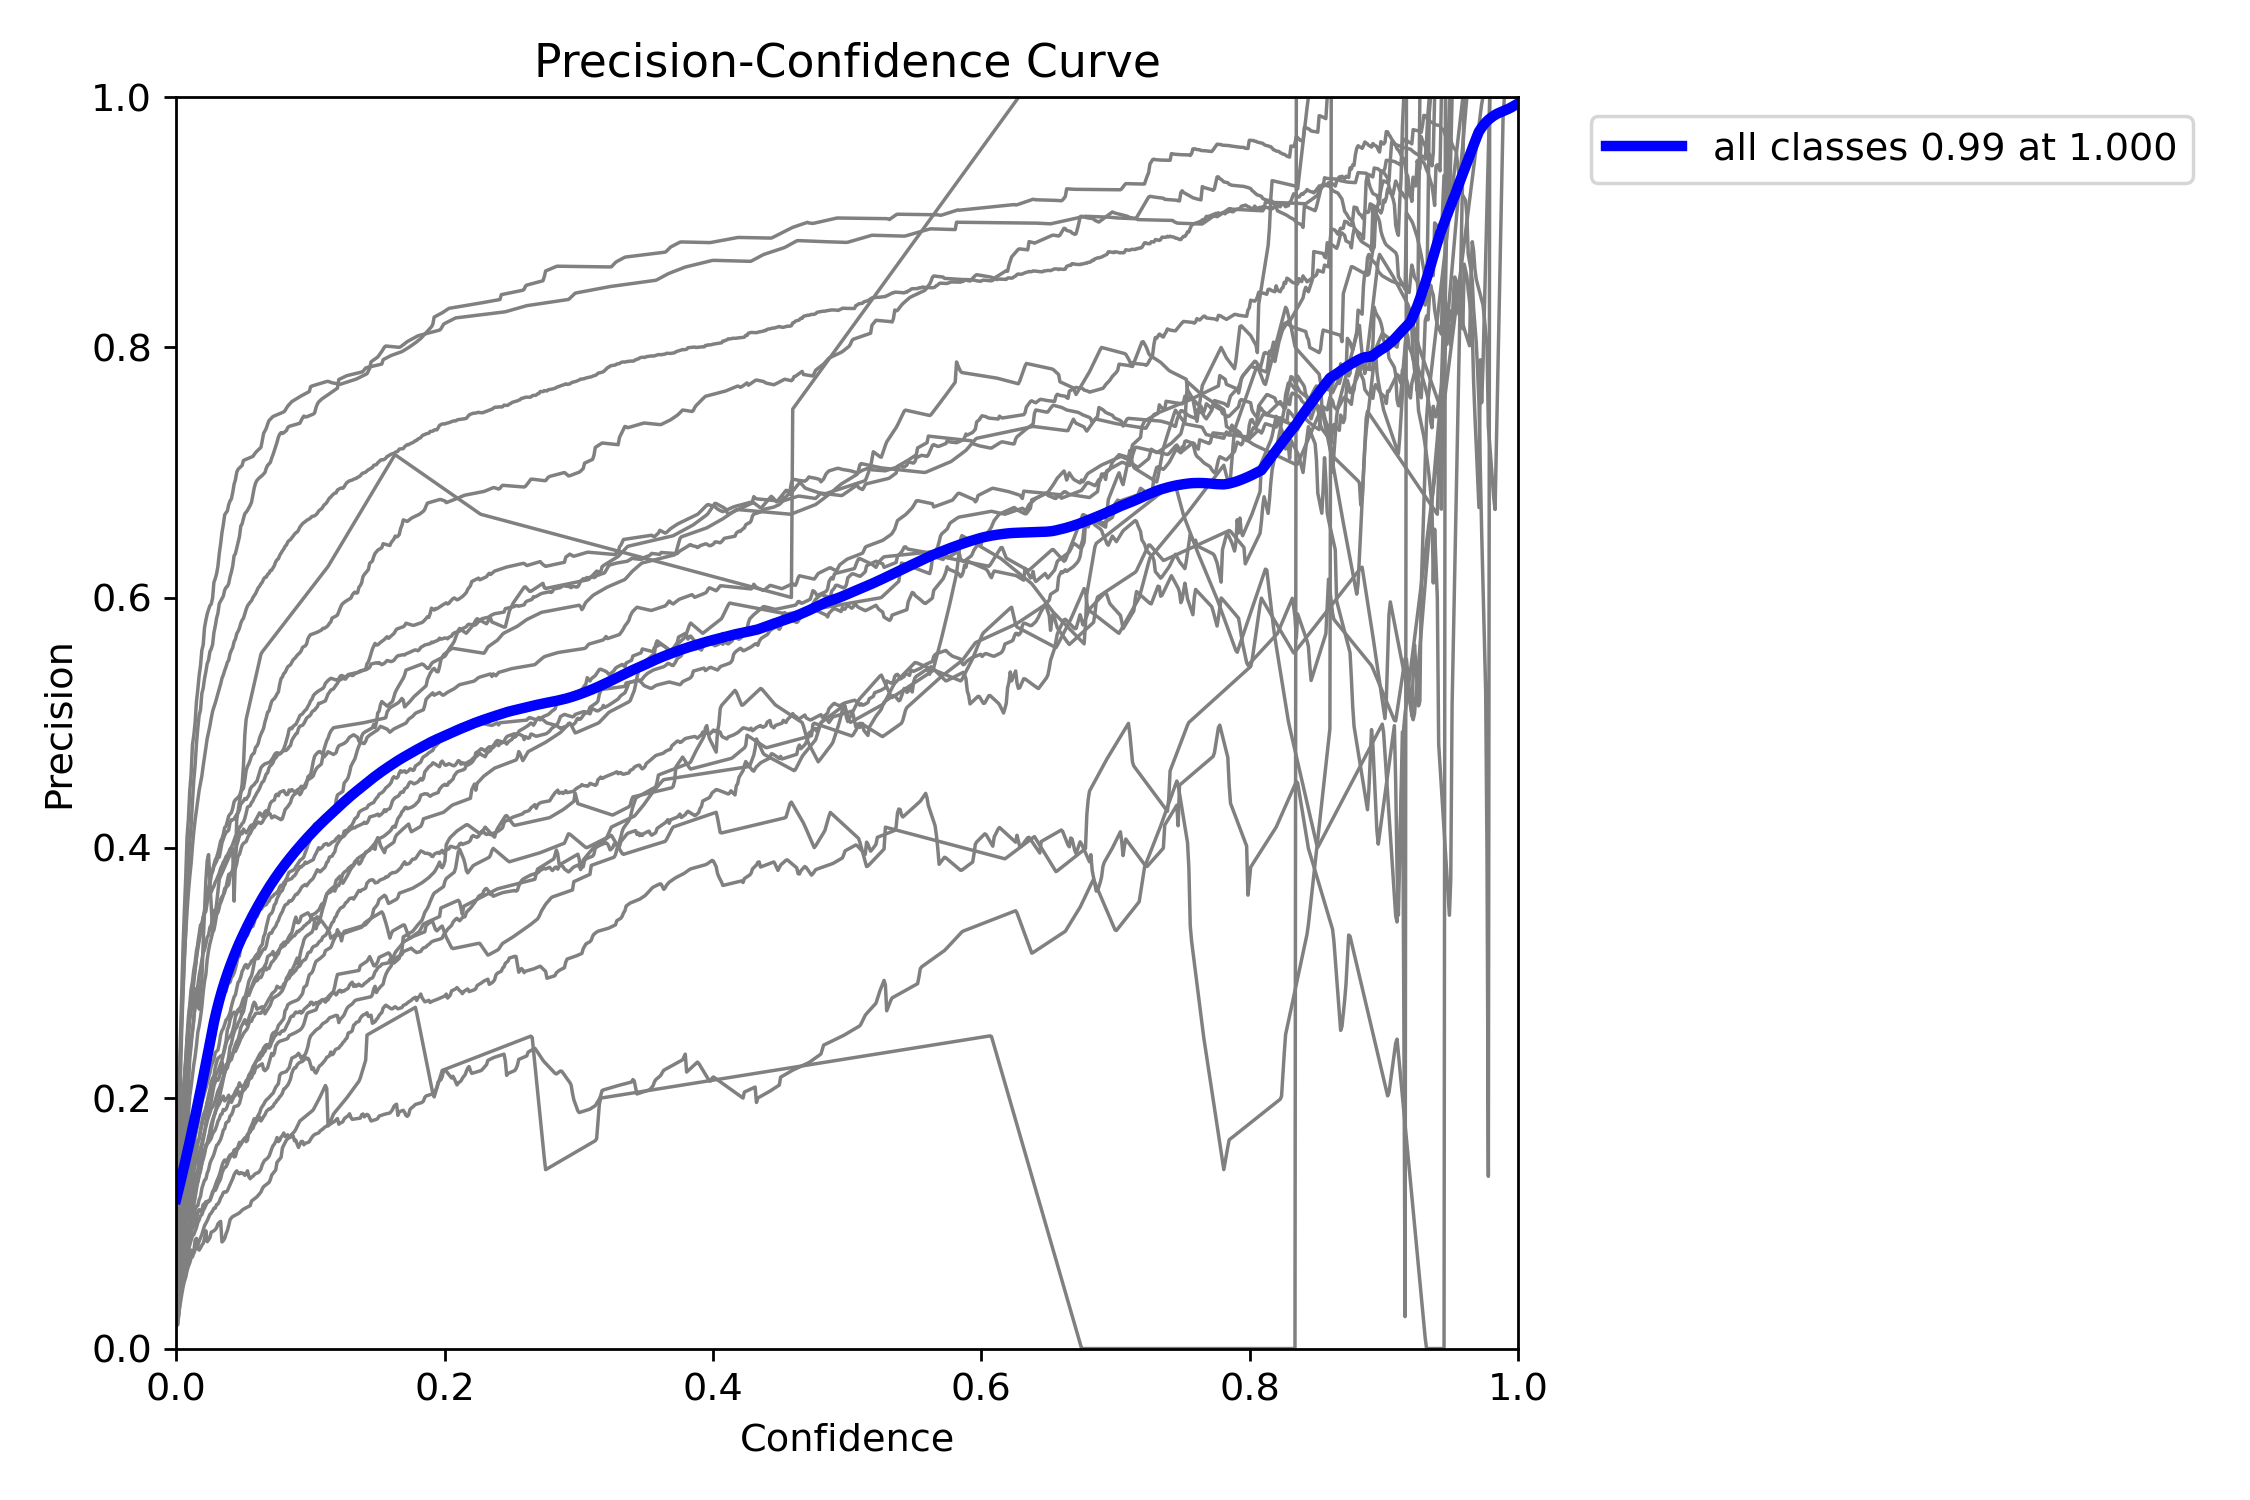 Precision-Confidence Curve
all classes 0.99 at 1.000
Precision
1.0
0.8
0.6
0.4
0.2
0.0
0.0 0.2 0.4 0.6 0.8 1.0
Confidence